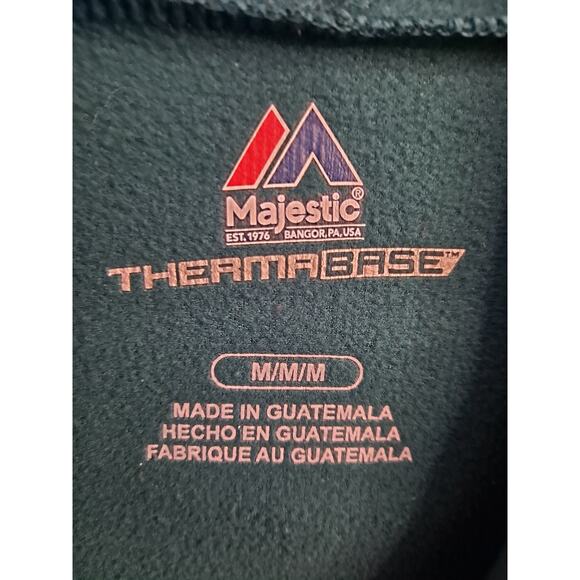 Majestic®
EST. 1976 BANGOR, PA, USA
THERMABASE™
M/M/M
MADE IN GUATEMALA
HECHO EN GUATEMALA
FABRIQUE AU GUATEMALA